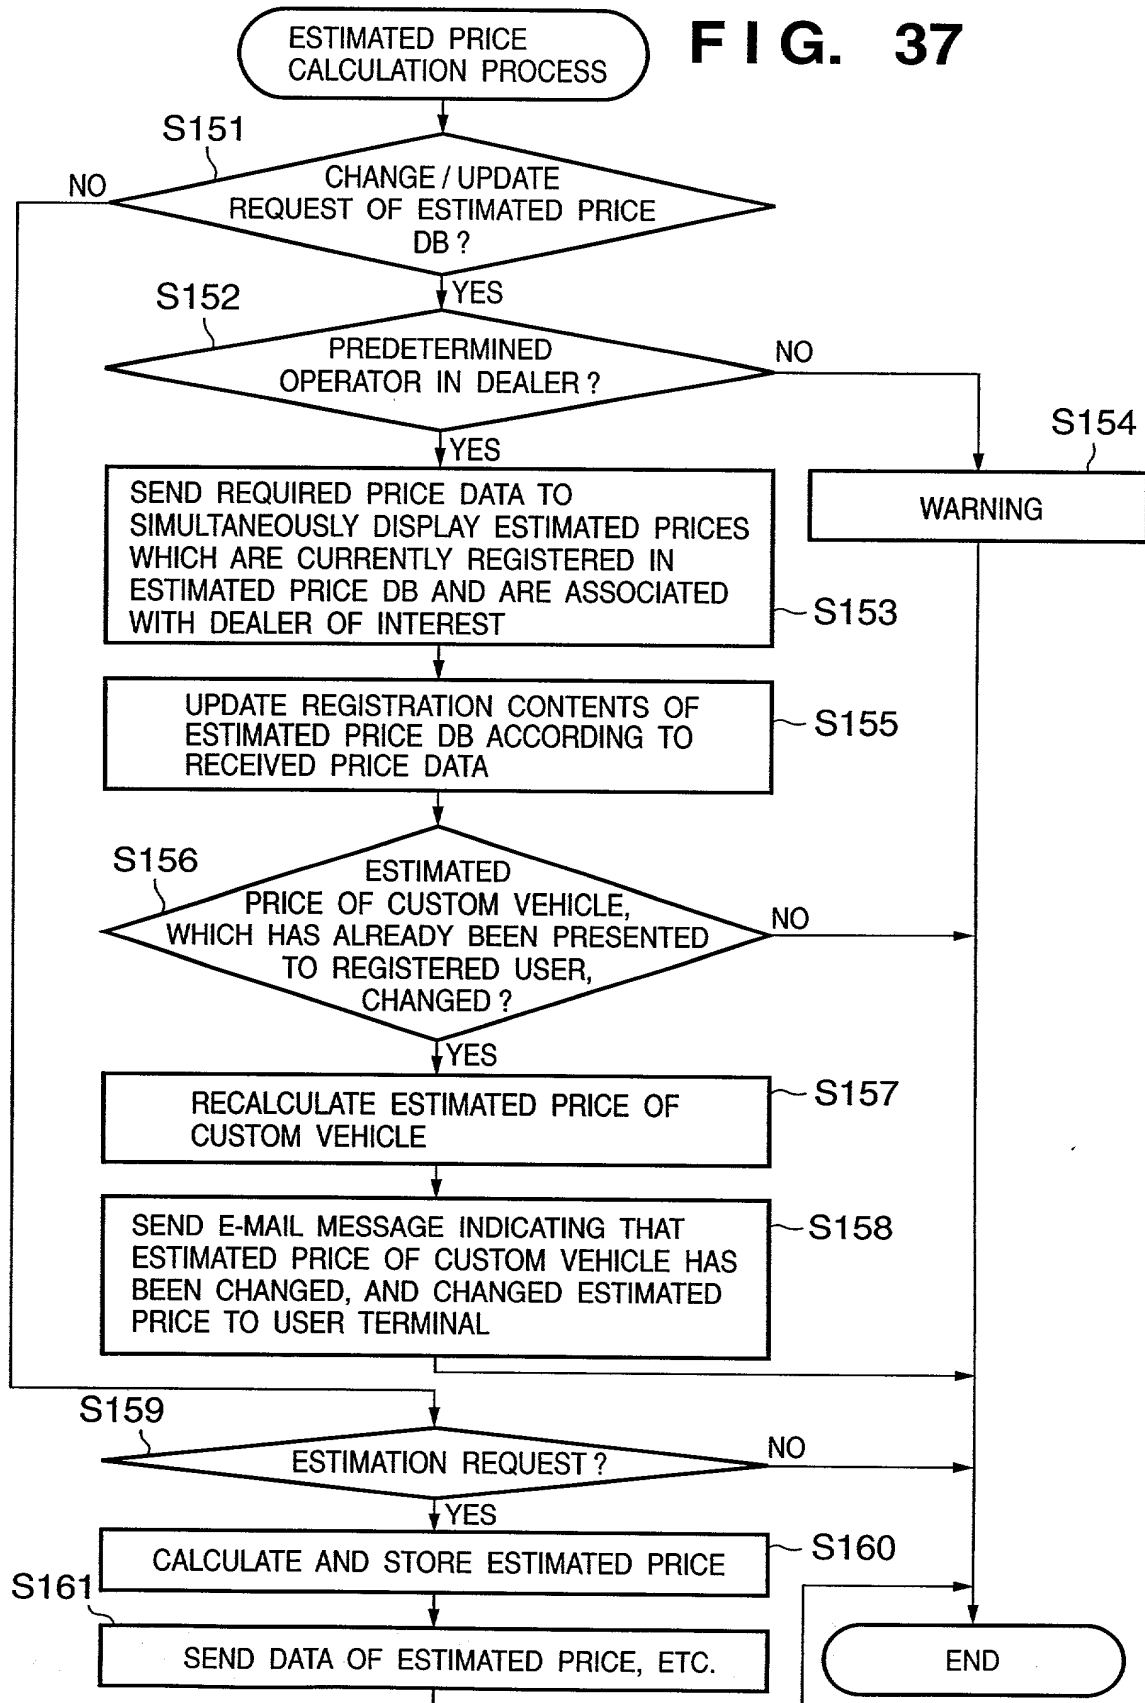 FIG. 37
ESTIMATED PRICE
CALCULATION PROCESS
S151
CHANGE / UPDATE
REQUEST OF ESTIMATED PRICE
DB ?
NO
YES
S152
PREDETERMINED
OPERATOR IN DEALER ?
NO
YES
S154
WARNING
SEND REQUIRED PRICE DATA TO
SIMULTANEOUSLY DISPLAY ESTIMATED PRICES
WHICH ARE CURRENTLY REGISTERED IN
ESTIMATED PRICE DB AND ARE ASSOCIATED
WITH DEALER OF INTEREST
S153
UPDATE REGISTRATION CONTENTS OF
ESTIMATED PRICE DB ACCORDING TO
RECEIVED PRICE DATA
S155
S156
ESTIMATED
PRICE OF CUSTOM VEHICLE,
WHICH HAS ALREADY BEEN PRESENTED
TO REGISTERED USER,
CHANGED ?
NO
YES
RECALCULATE ESTIMATED PRICE OF
CUSTOM VEHICLE
S157
SEND E-MAIL MESSAGE INDICATING THAT
ESTIMATED PRICE OF CUSTOM VEHICLE HAS
BEEN CHANGED, AND CHANGED ESTIMATED
PRICE TO USER TERMINAL
S158
S159
ESTIMATION REQUEST ?
NO
YES
CALCULATE AND STORE ESTIMATED PRICE
S160
S161
SEND DATA OF ESTIMATED PRICE, ETC.
END